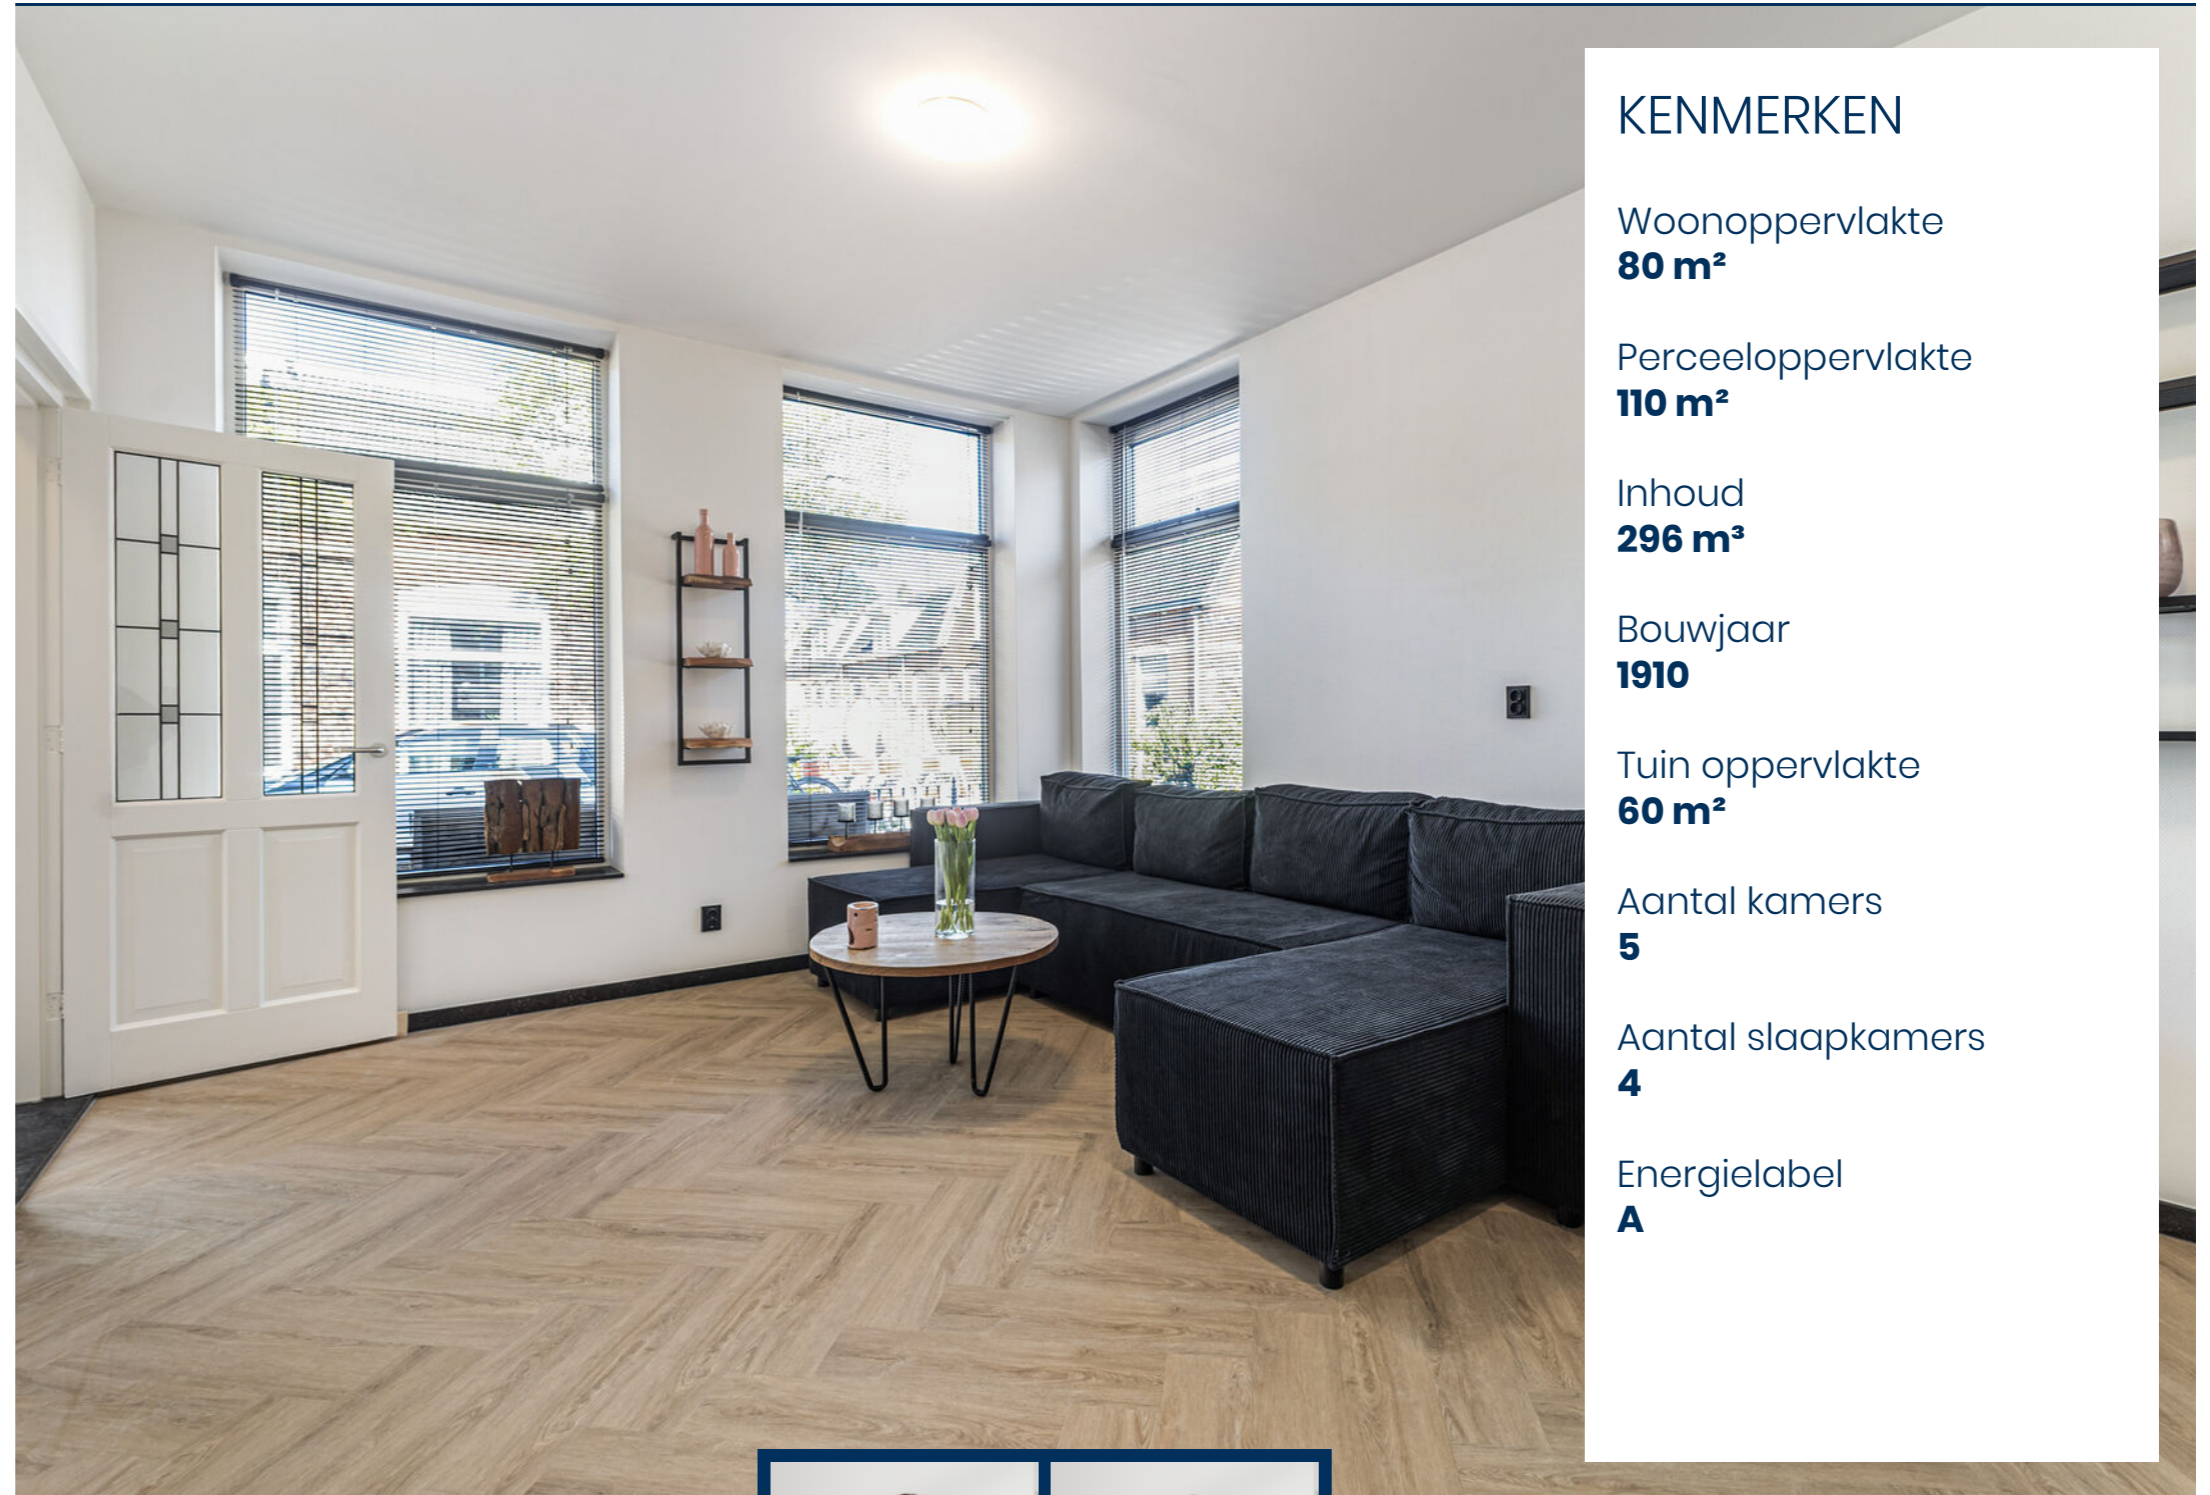 KENMERKEN
Woonoppervlakte
80 m²
Perceeloppervlakte
110 m²
Inhoud
296 m³
Bouwjaar
1910
Tuin oppervlakte
60 m²
Aantal kamers
5
Aantal slaapkamers
4
Energielabel
A